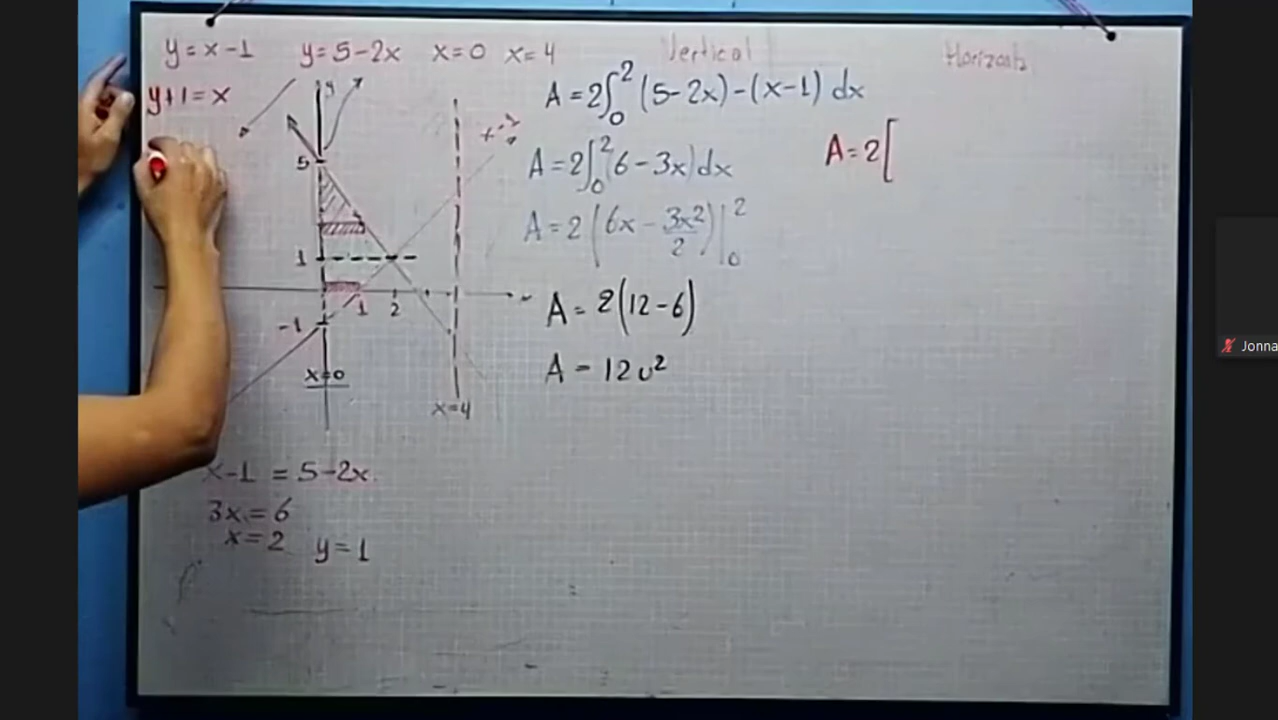 y = x - 1   y = 5 - 2x   x = 0   x = 4   Vertical
y + 1 = x
y
5
1
-1
1   2
x=0
x=4
x-1 = 5-2x
3x = 6
x = 2   y = 1
A = 2∫₀² (5-2x) - (x-1) dx
A = 2∫₀² (6-3x) dx
A = 2 (6x - 3x²/2)|₀²
A = 2(12-6)
A = 12 u²
A = 2[
Jonna